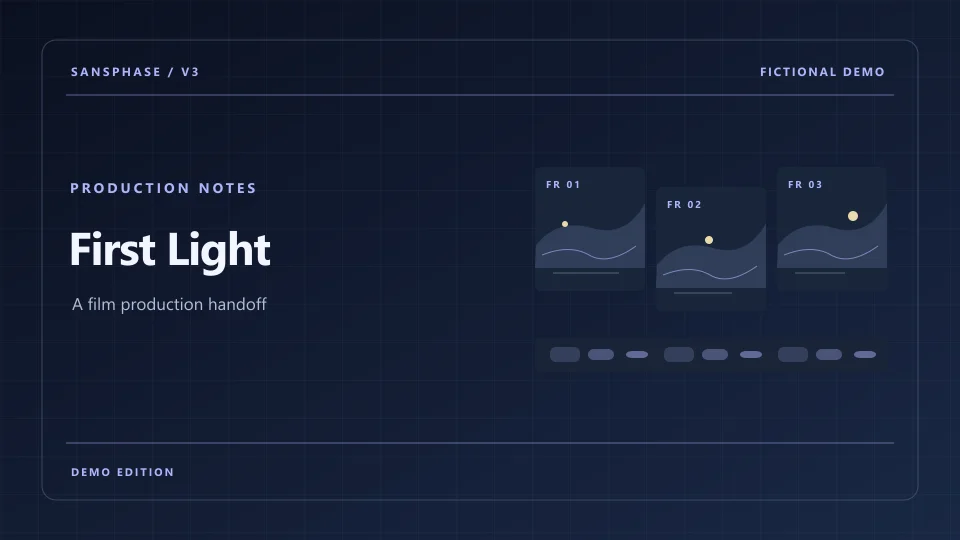 SANSPHASE / V3
FICTIONAL DEMO
PRODUCTION NOTES
First Light
A film production handoff
FR 01
FR 02
FR 03
DEMO EDITION